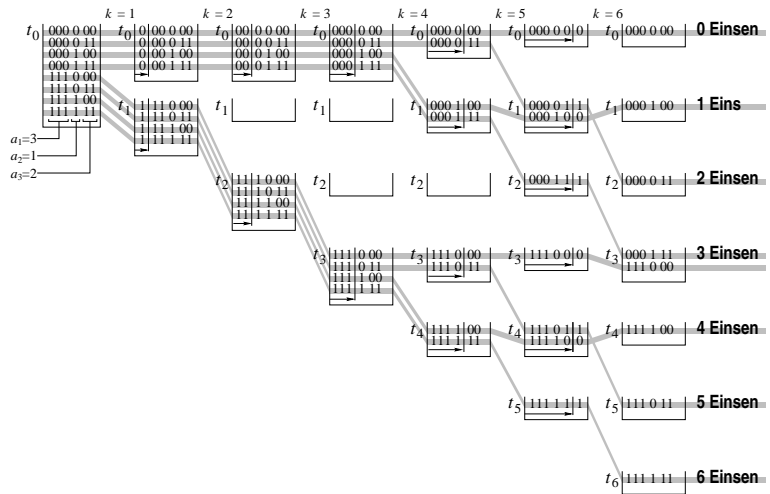 t0
000 0 00
000 0 11
000 1 00
000 1 11
111 0 00
111 0 11
111 1 00
111 1 11
a1=3
a2=1
a3=2
k = 1
t0
0 00 0 00
0 00 0 11
0 00 1 00
0 00 1 11
t1
1 11 0 00
1 11 0 11
1 11 1 00
1 11 1 11
k = 2
t0
00 0 0 00
00 0 0 11
00 0 1 00
00 0 1 11
t1
t2
11 1 0 00
11 1 0 11
11 1 1 00
11 1 1 11
k = 3
t0
000 0 00
000 0 11
000 1 00
000 1 11
t1
t2
t3
111 0 00
111 0 11
111 1 00
111 1 11
k = 4
t0
000 0 00
000 0 11
t1
000 1 00
000 1 11
t2
t3
111 0 00
111 0 11
t4
111 1 00
111 1 11
k = 5
t0
000 0 0 0
t1
000 0 1 1
000 1 0 0
t2
000 1 1 1
t3
111 0 0 0
t4
111 0 1 1
111 1 0 0
t5
111 1 1 1
k = 6
t0
000 0 00
0 Einsen
t1
000 1 00
1 Eins
t2
000 0 11
2 Einsen
t3
000 1 11
111 0 00
3 Einsen
t4
111 1 00
4 Einsen
t5
111 0 11
5 Einsen
t6
111 1 11
6 Einsen